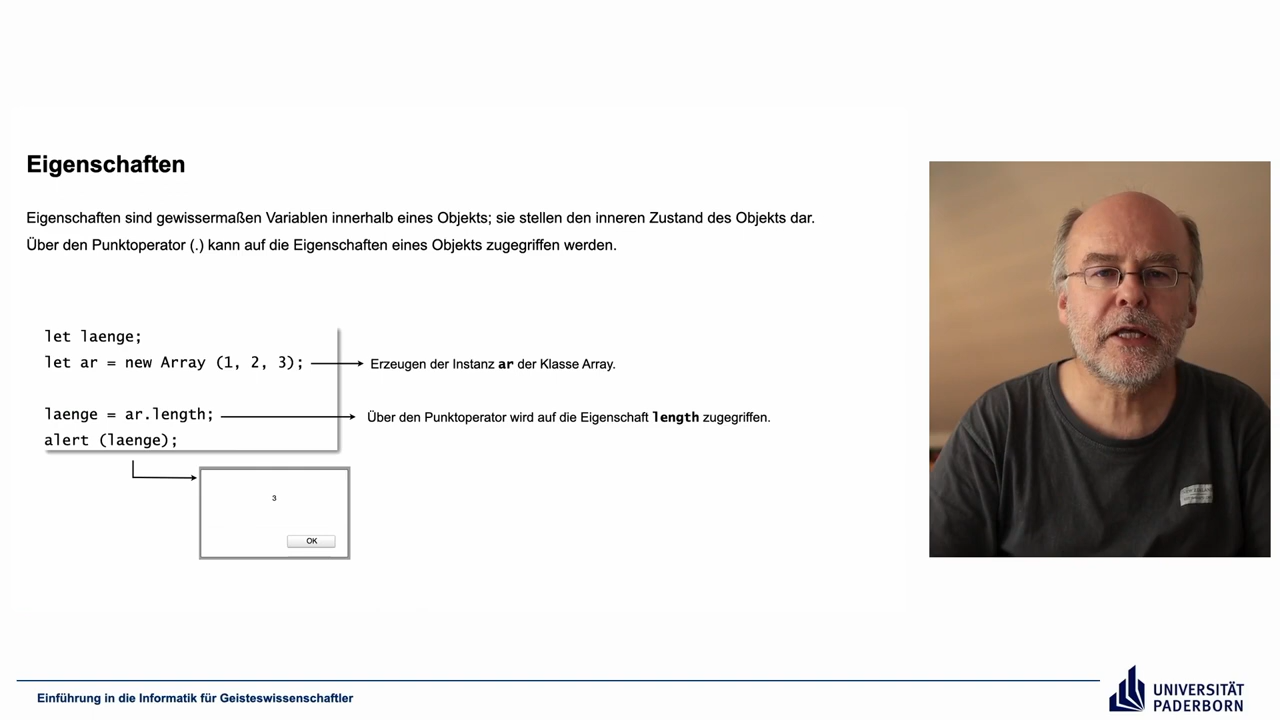 Eigenschaften
Eigenschaften sind gewissermaßen Variablen innerhalb eines Objekts; sie stellen den inneren Zustand des Objekts dar.
Über den Punktoperator (.) kann auf die Eigenschaften eines Objekts zugegriffen werden.
let laenge;
let ar = new Array (1, 2, 3);
Erzeugen der Instanz ar der Klasse Array.
laenge = ar.length;
Über den Punktoperator wird auf die Eigenschaft length zugegriffen.
alert (laenge);
3
OK
Einführung in die Informatik für Geisteswissenschaftler
UNIVERSITÄT
PADERBORN